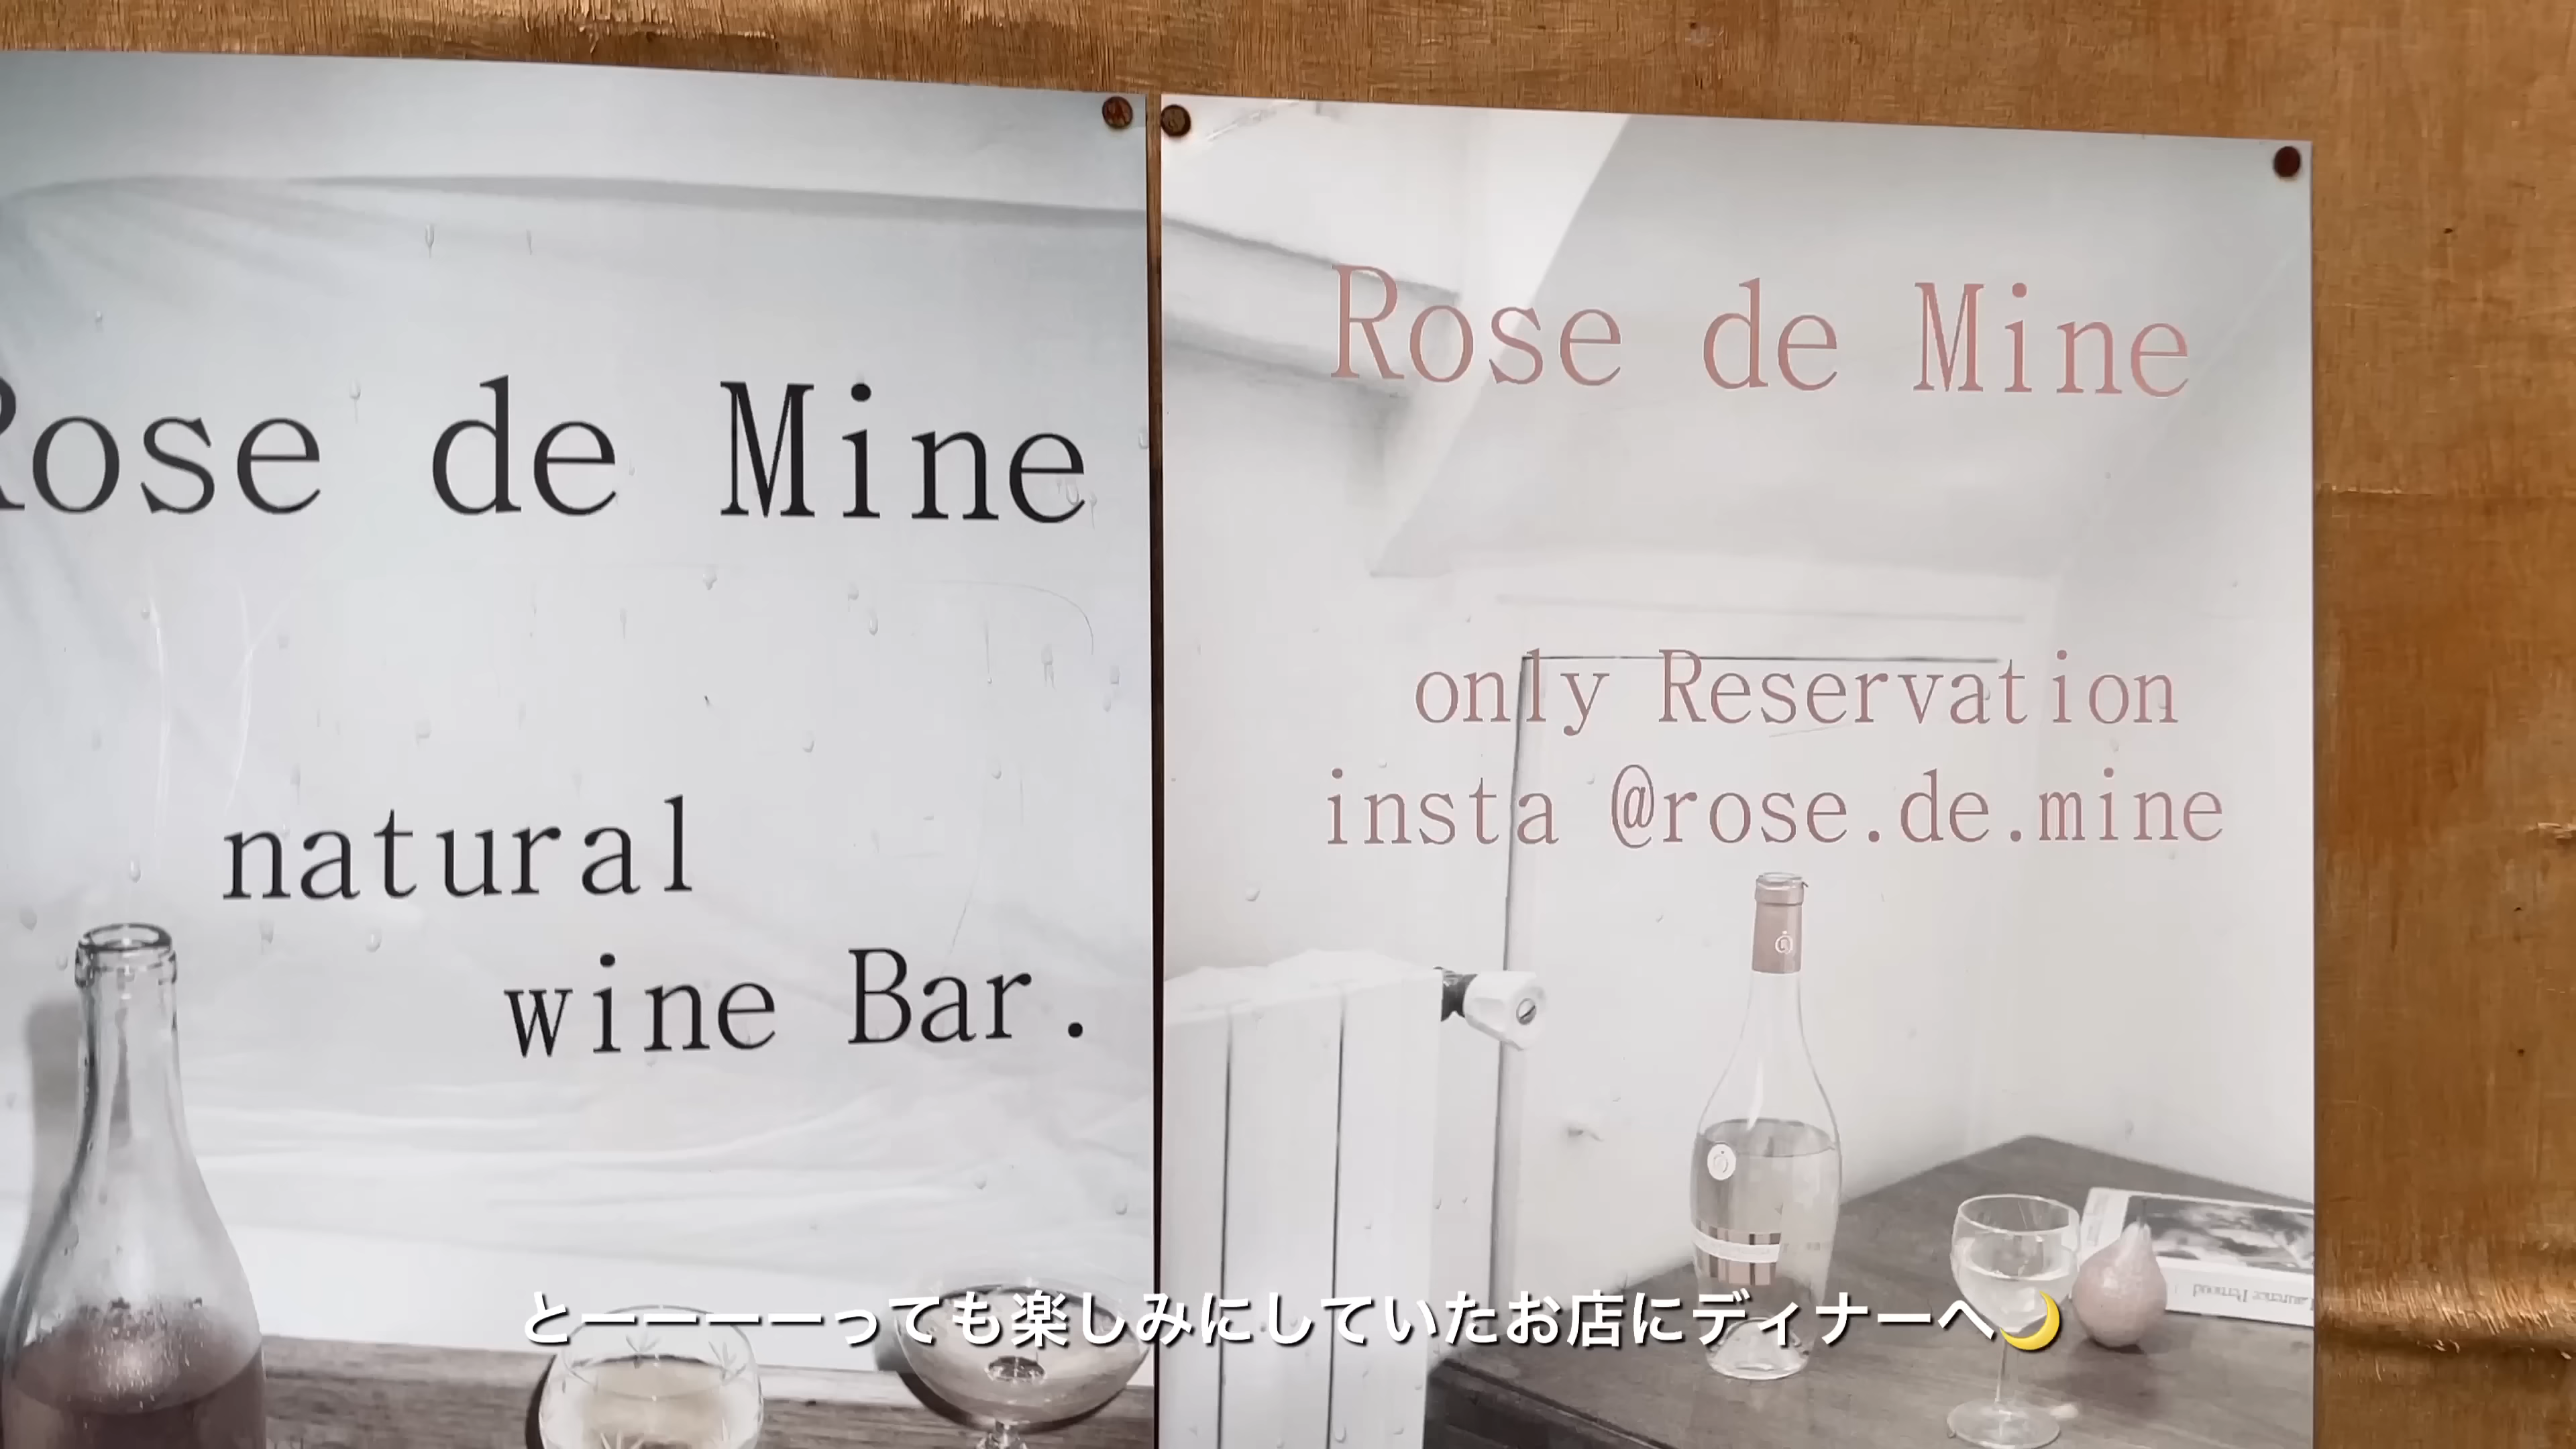 Rose de Mine
natural
wine Bar.
Rose de Mine
only Reservation
insta @rose.de.mine
Laurence Pernoud
とーーーーっても楽しみにしていたお店にディナーへ🌙